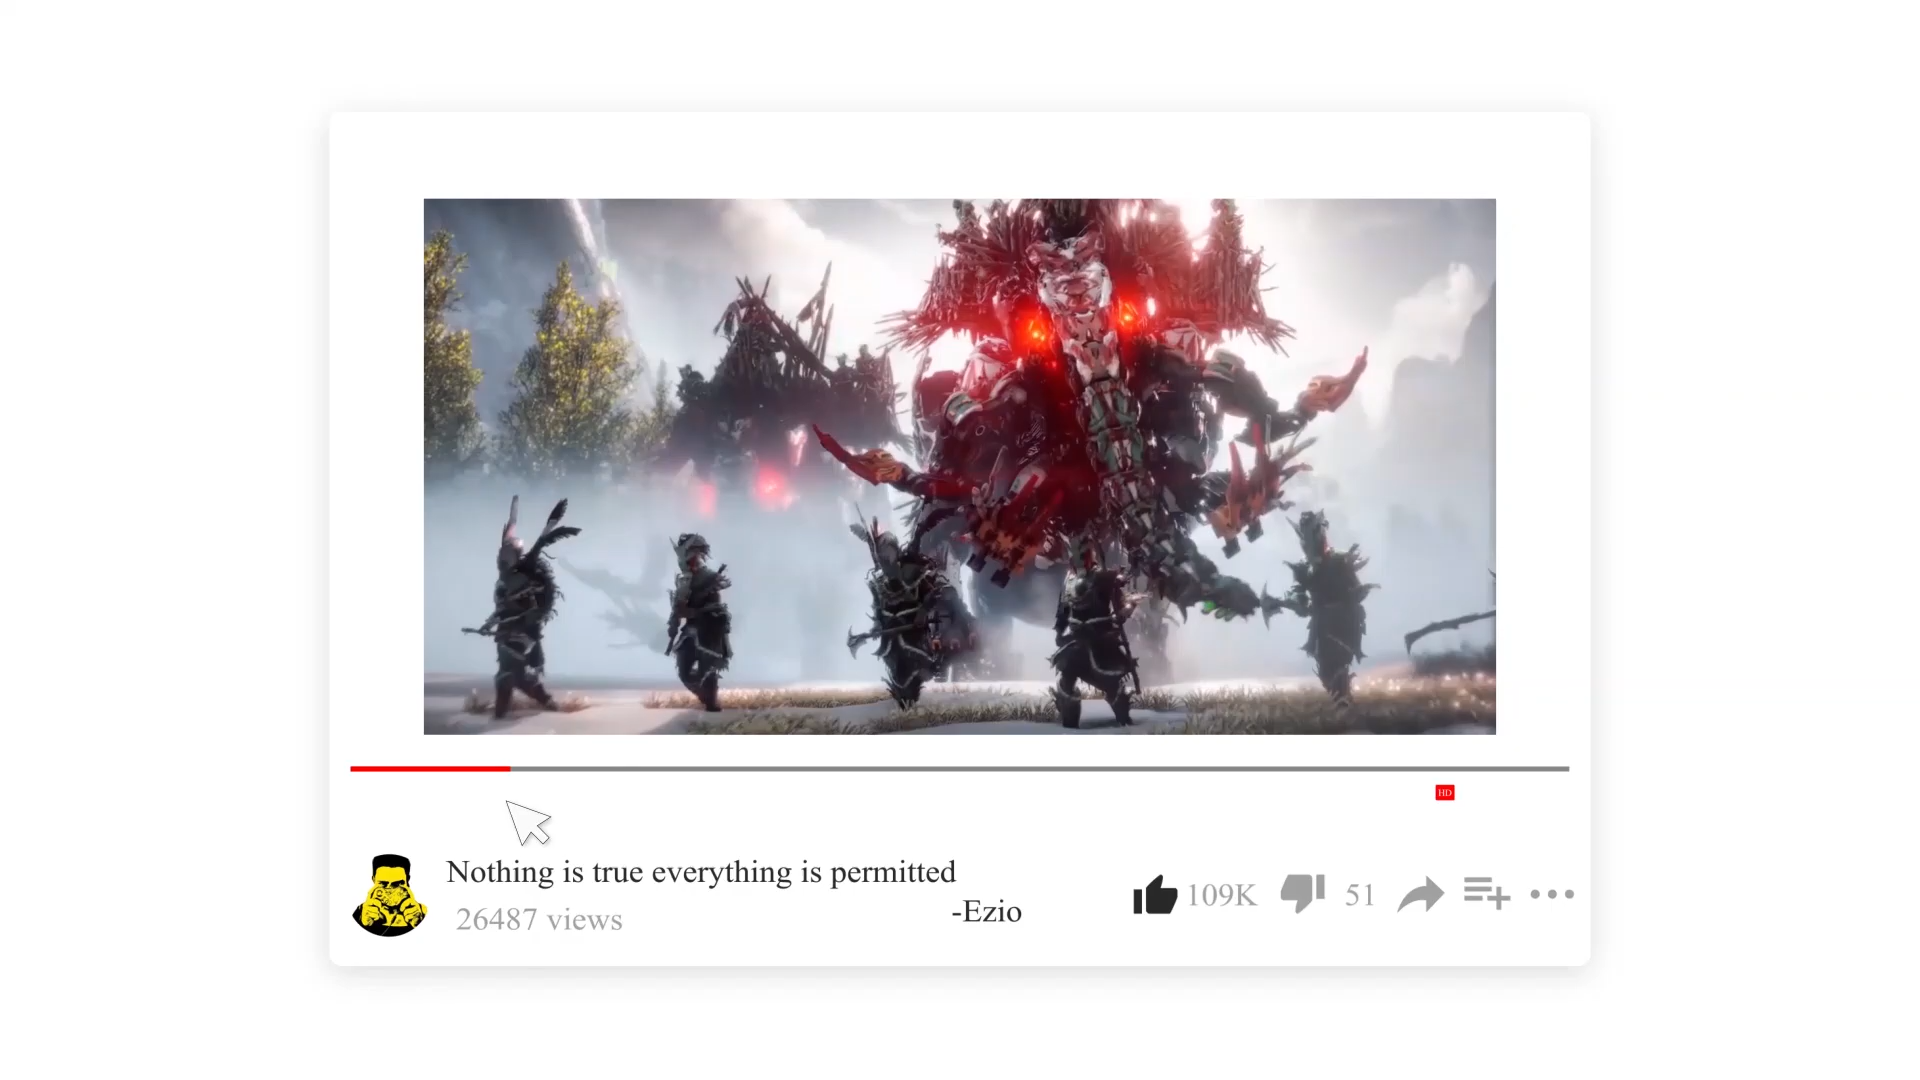 HD
Nothing is true everything is permitted
-Ezio
26487 views
109K
51